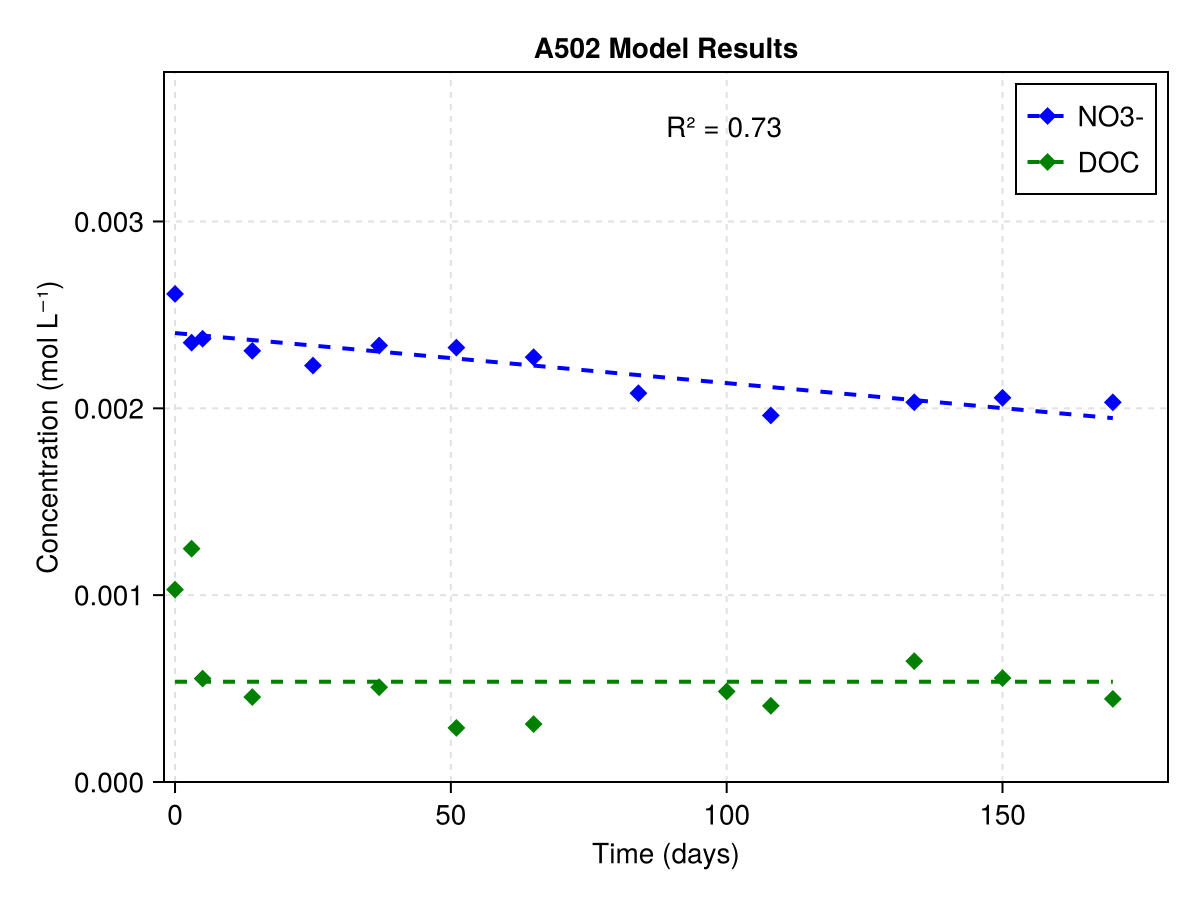 A502 Model Results
R² = 0.73
NO3-
DOC
Concentration (mol L⁻¹)
0.003
0.002
0.001
0.000
0
50
100
150
Time (days)